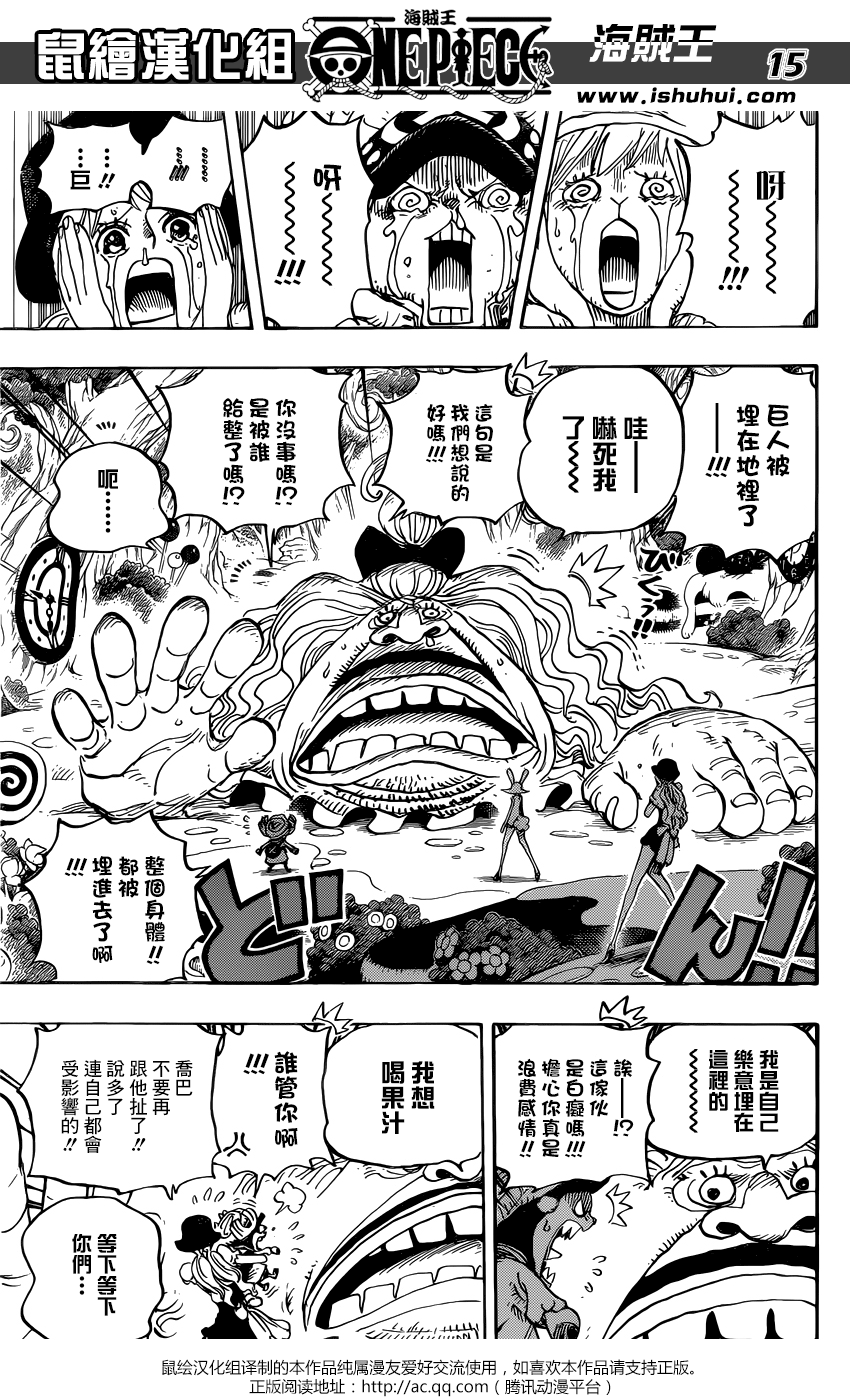 鼠繪漢化組
海賊王
ONE PIECE
海賊王
15
www.ishuhui.com
呀
～～～～!!!
呀
～～～～!!!
……!!!
……巨!!
巨人被
埋在地裡了
——!!!
哇——
嚇死我
了～～～
這句是
我們想說的
好嗎!!!
你沒事嗎!?
是被誰
給整了嗎!?
呃……
びくっ!!
整個身體!!
都被
埋進去了啊
!!!
どん!!
我是自己
樂意埋在
這裡的
～～～～
誒——!?
這傢伙
是白癡嗎!!!
擔心你真是
浪費感情!!
我想
喝果汁
誰管你啊
!!!
喬巴
不要再
跟他扯了!!
說多了
連自己都會
受影響的!!
等下等下
你們…
鼠绘汉化组译制的本作品纯属漫友爱好交流使用，如喜欢本作品请支持正版。
正版阅读地址：http://ac.qq.com（腾讯动漫平台）